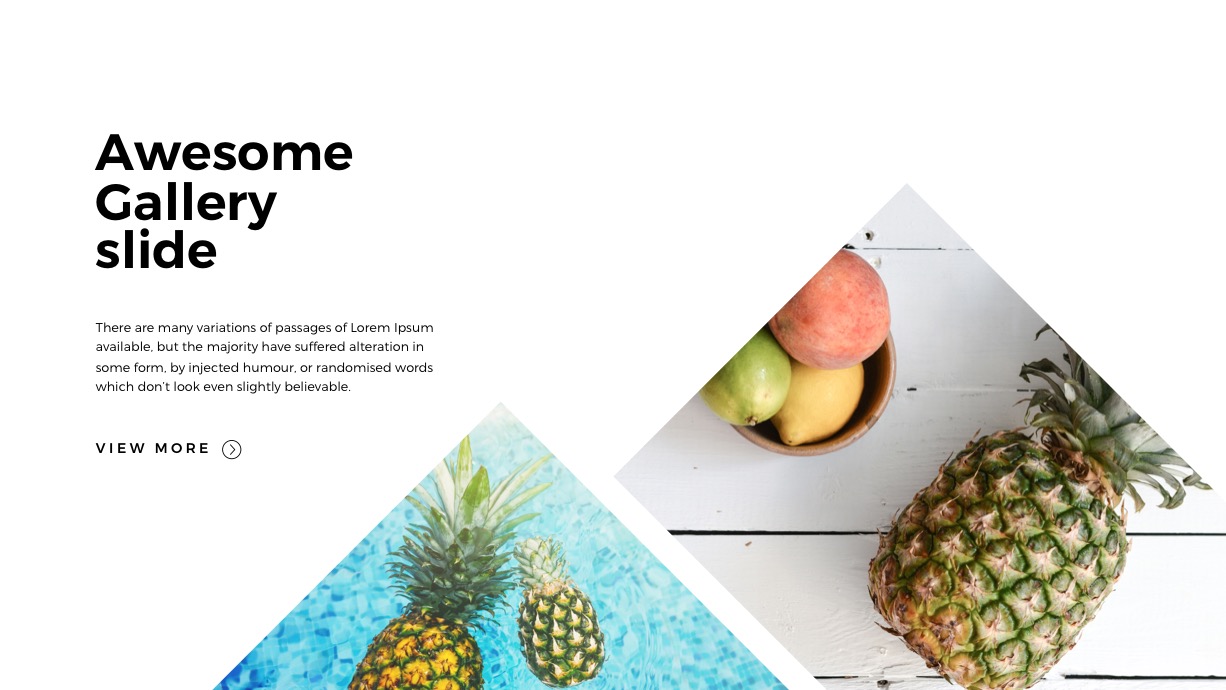 Awesome
Gallery
slide
There are many variations of passages of Lorem Ipsum
available, but the majority have suffered alteration in
some form, by injected humour, or randomised words
which don't look even slightly believable.
VIEW MORE